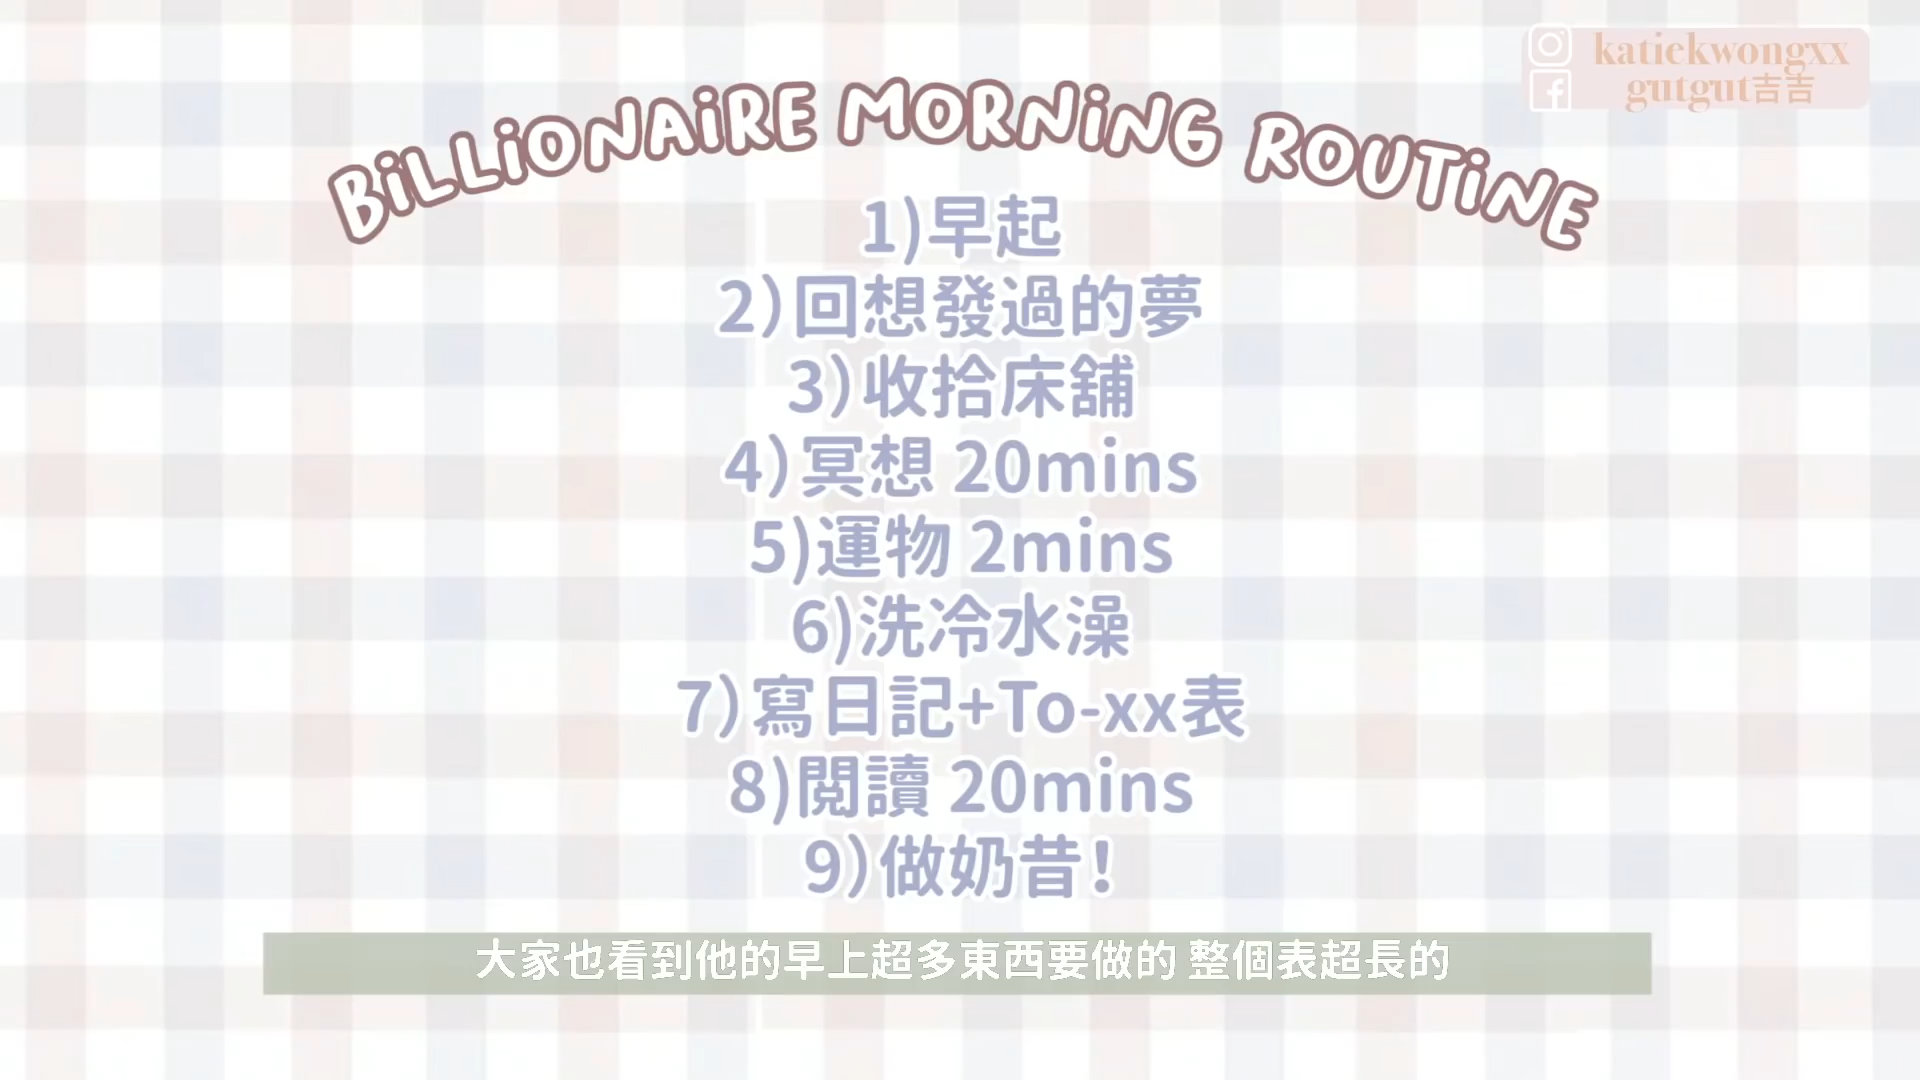 katiekwongxx
gutgut吉吉
BiLLiONAiRE MORNiNG ROUTiNE
1)早起
2)回想發過的夢
3)收拾床舖
4)冥想 20mins
5)運物 2mins
6)洗冷水澡
7)寫日記+To-xx表
8)閱讀 20mins
9)做奶昔!
大家也看到他的早上超多東西要做的 整個表超長的